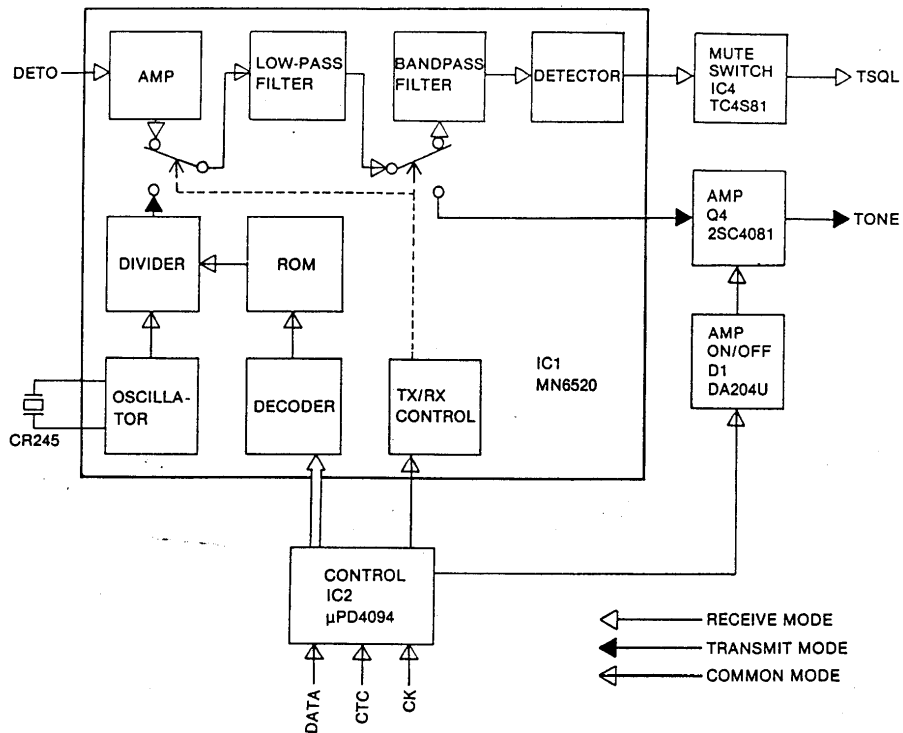 DETO
AMP
LOW-PASS
FILTER
BANDPASS
FILTER
DETECTOR
MUTE
SWITCH
IC4
TC4S81
TSQL
AMP
Q4
2SC4081
TONE
DIVIDER
ROM
AMP
ON/OFF
D1
DA204U
IC1
MN6520
OSCILLA-
TOR
DECODER
TX/RX
CONTROL
CR245
CONTROL
IC2
µPD4094
DATA
CTC
CK
RECEIVE MODE
TRANSMIT MODE
COMMON MODE